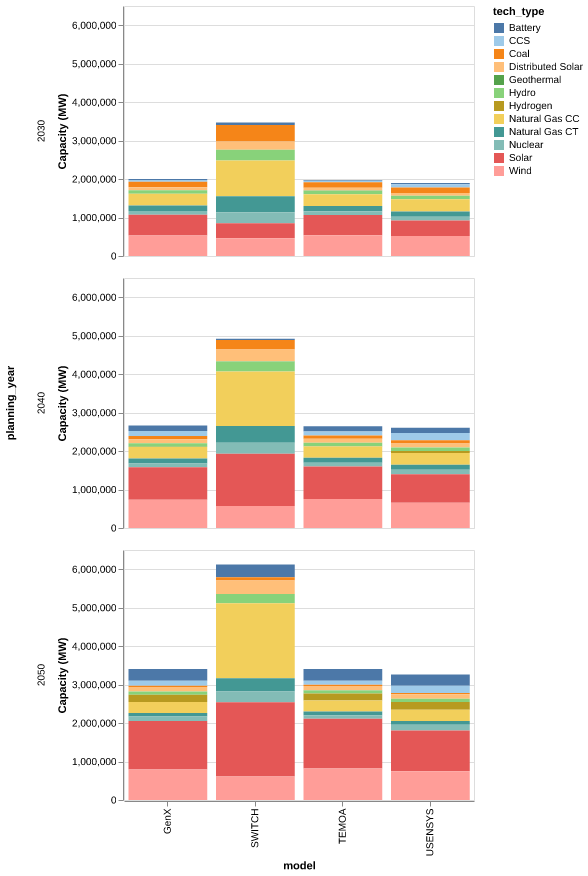 tech_type
Battery
CCS
Coal
Distributed Solar
Geothermal
Hydro
Hydrogen
Natural Gas CC
Natural Gas CT
Nuclear
Solar
Wind
planning_year
2030
Capacity (MW)
6,000,000
5,000,000
4,000,000
3,000,000
2,000,000
1,000,000
0
2040
Capacity (MW)
6,000,000
5,000,000
4,000,000
3,000,000
2,000,000
1,000,000
0
2050
Capacity (MW)
6,000,000
5,000,000
4,000,000
3,000,000
2,000,000
1,000,000
0
GenX
SWITCH
TEMOA
USENSYS
model